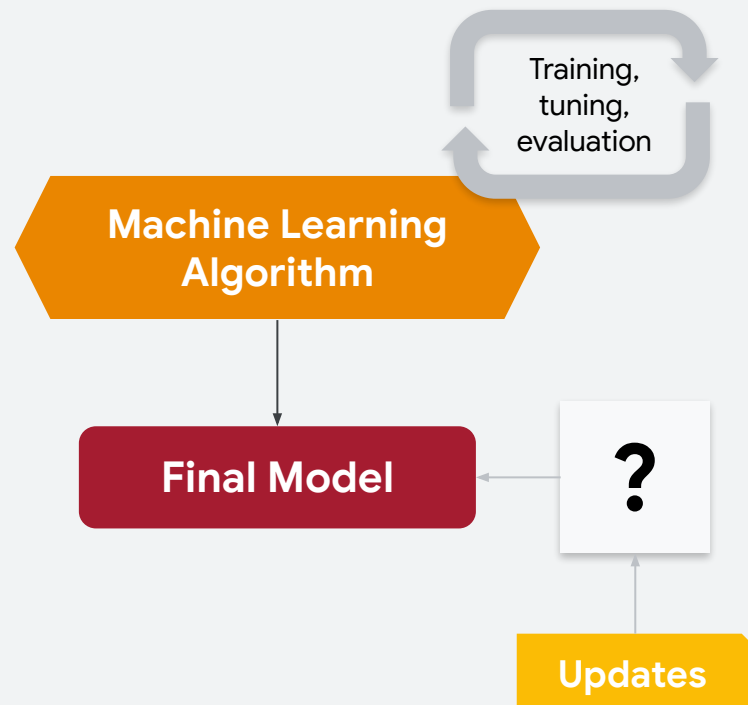 Training,
tuning,
evaluation
Machine Learning
Algorithm
Final Model
?
Updates